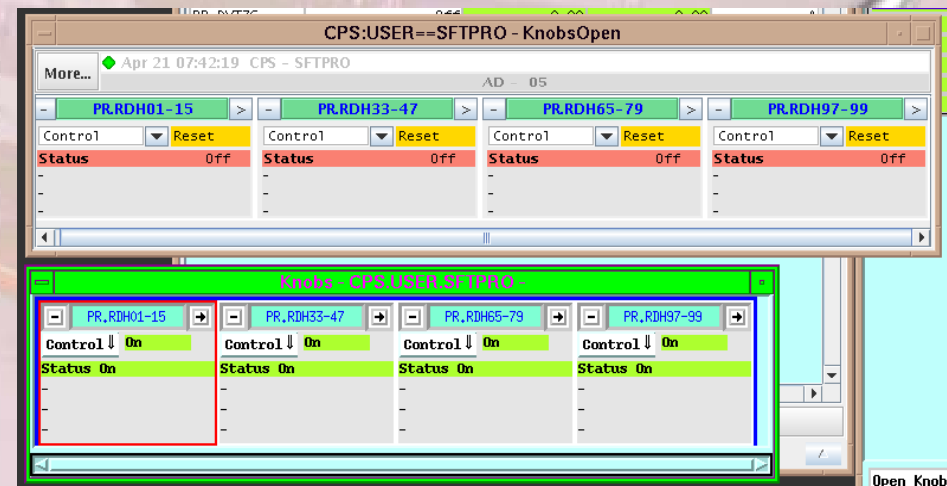 CPS:USER==SFTPRO - KnobsOpen
More... Apr 21 07:42:19 CPS - SFTPRO
AD - 05
- PR.RDH01-15 > - PR.RDH33-47 > - PR.RDH65-79 > - PR.RDH97-99 >
Control Reset Control Reset Control Reset Control Reset
Status Off Status Off Status Off Status Off
- - - -
- - - -
- - - -
Knobs - CPS.USER.SFTPRO -
- PR.RDH01-15 - PR.RDH33-47 - PR.RDH65-79 - PR.RDH97-99
Control On Control On Control On Control On
Status On Status On Status On Status On
- - - -
- - - -
- - - -
Open Knob